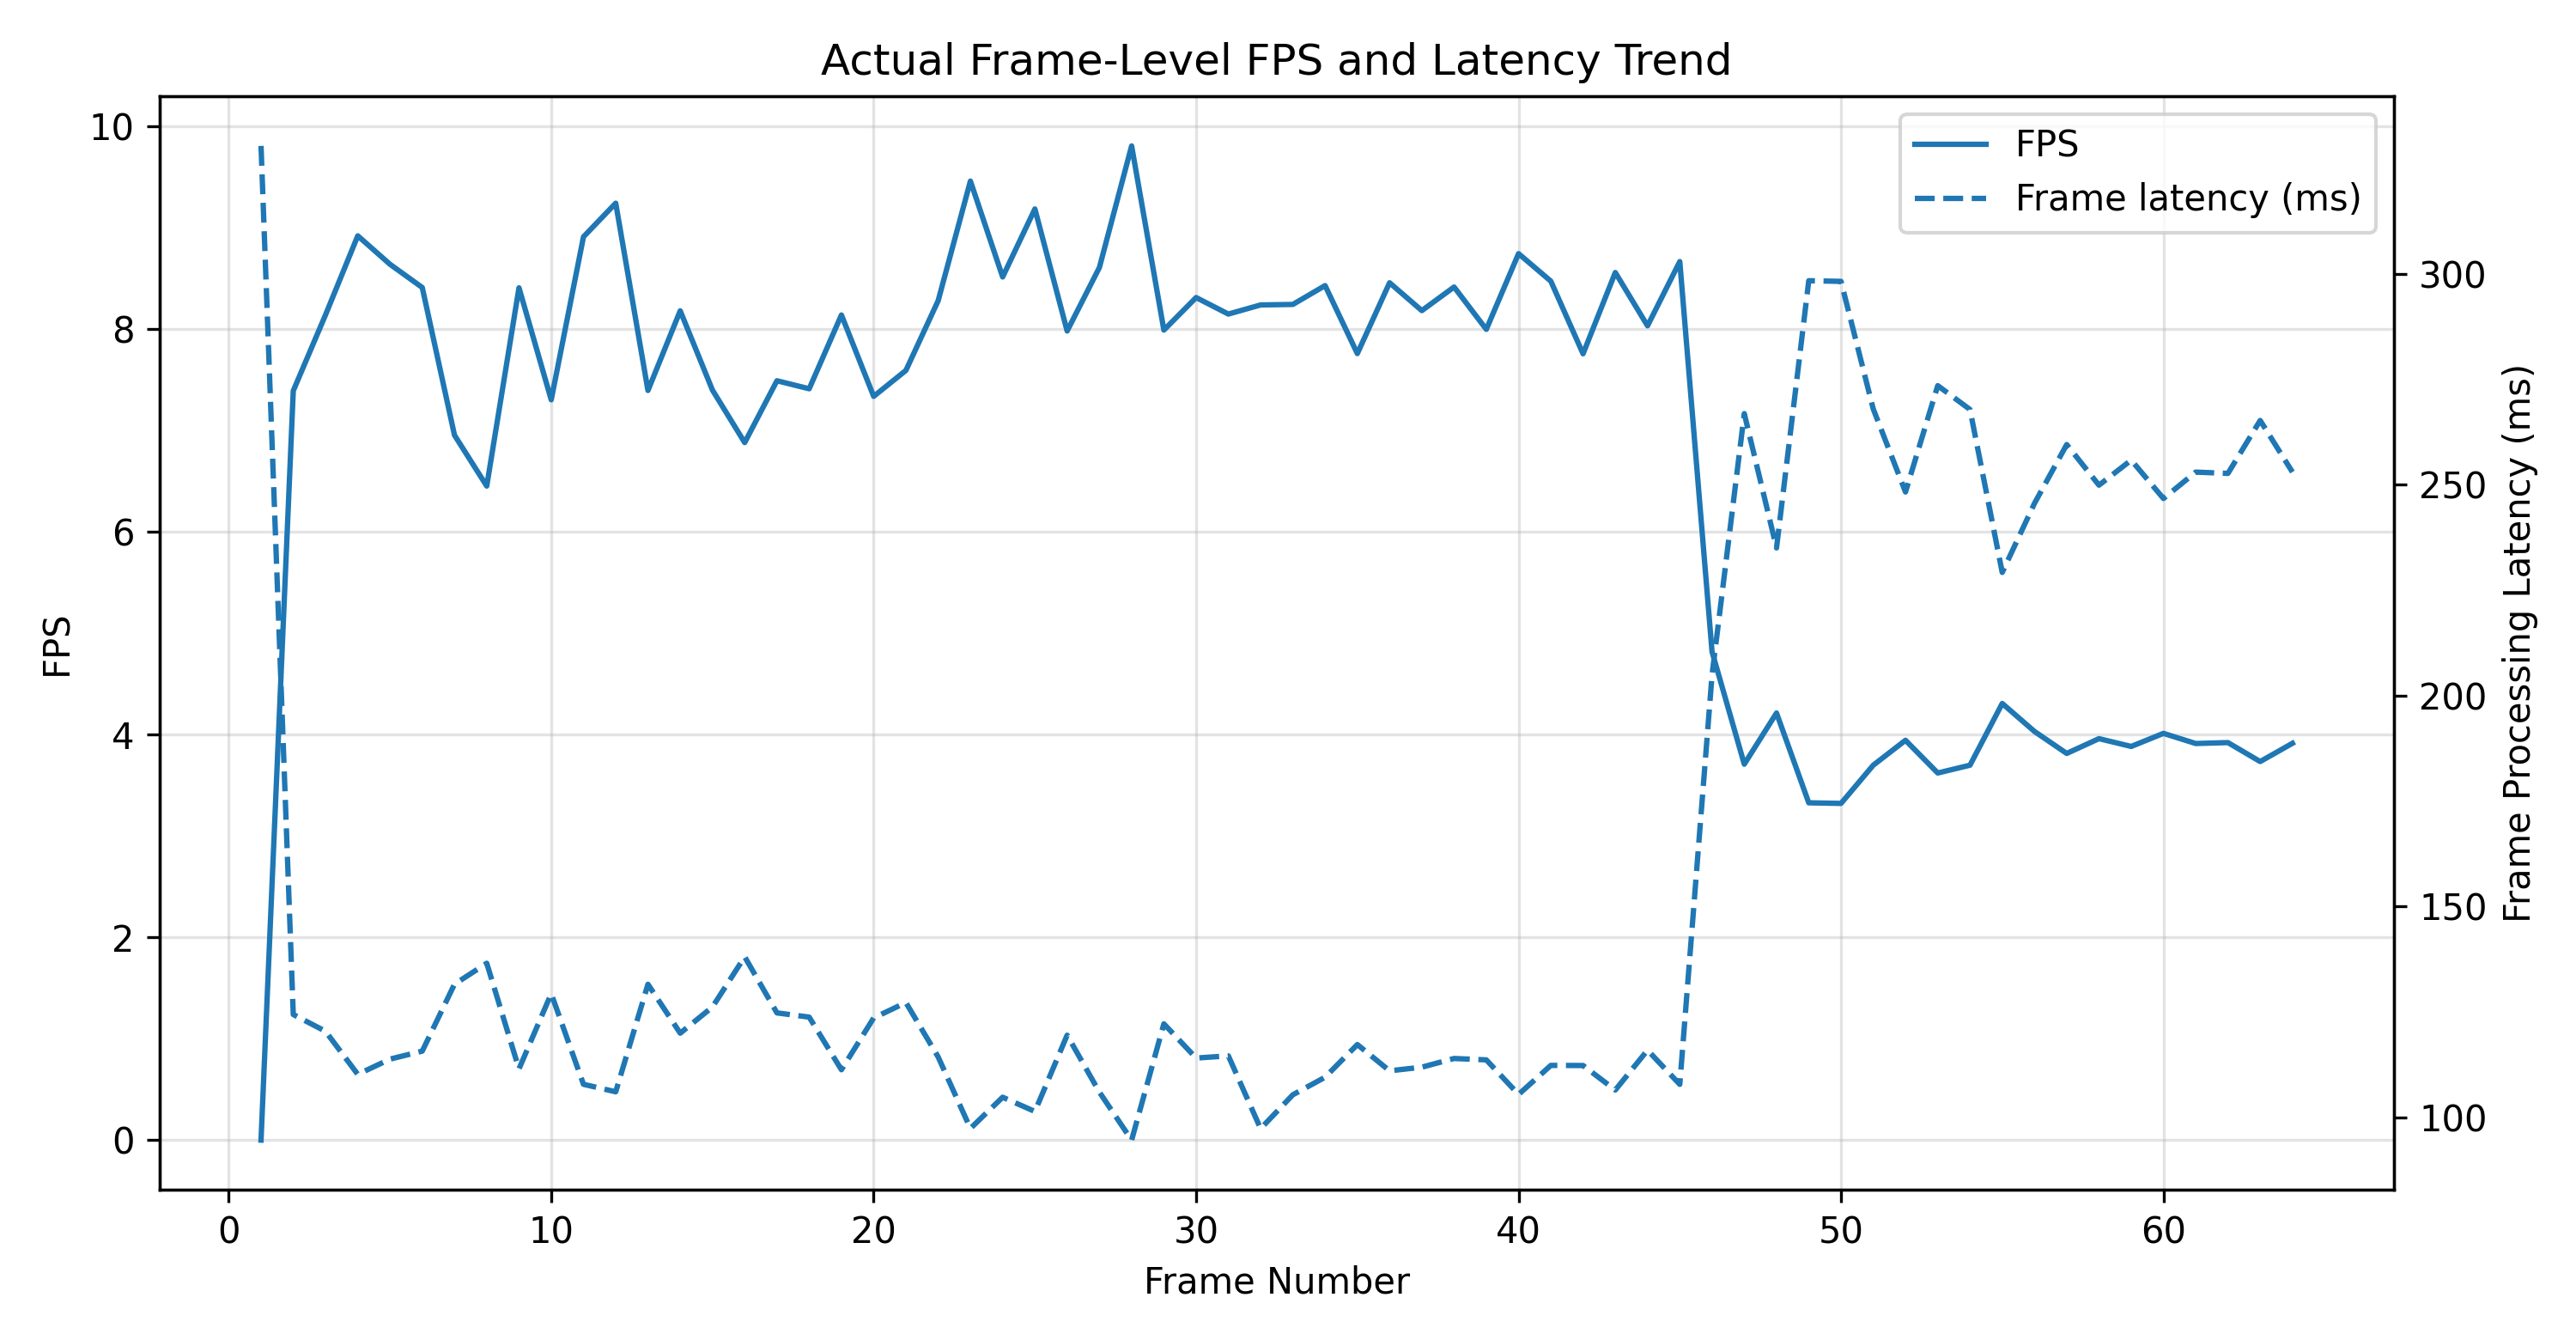 Actual Frame-Level FPS and Latency Trend
FPS
Frame latency (ms)
10
8
6
4
2
0
FPS
300
250
200
150
100
Frame Processing Latency (ms)
0 10 20 30 40 50 60
Frame Number